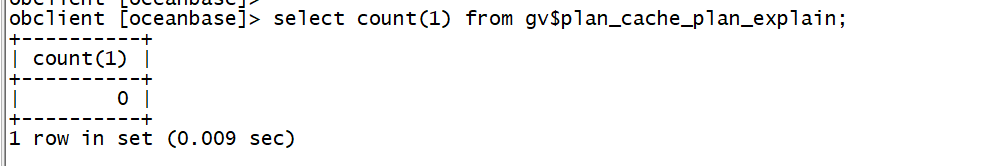 obclient [oceanbase]>
obclient [oceanbase]> select count(1) from gv$plan_cache_plan_explain;
+----------+
| count(1) |
+----------+
|        0 |
+----------+
1 row in set (0.009 sec)